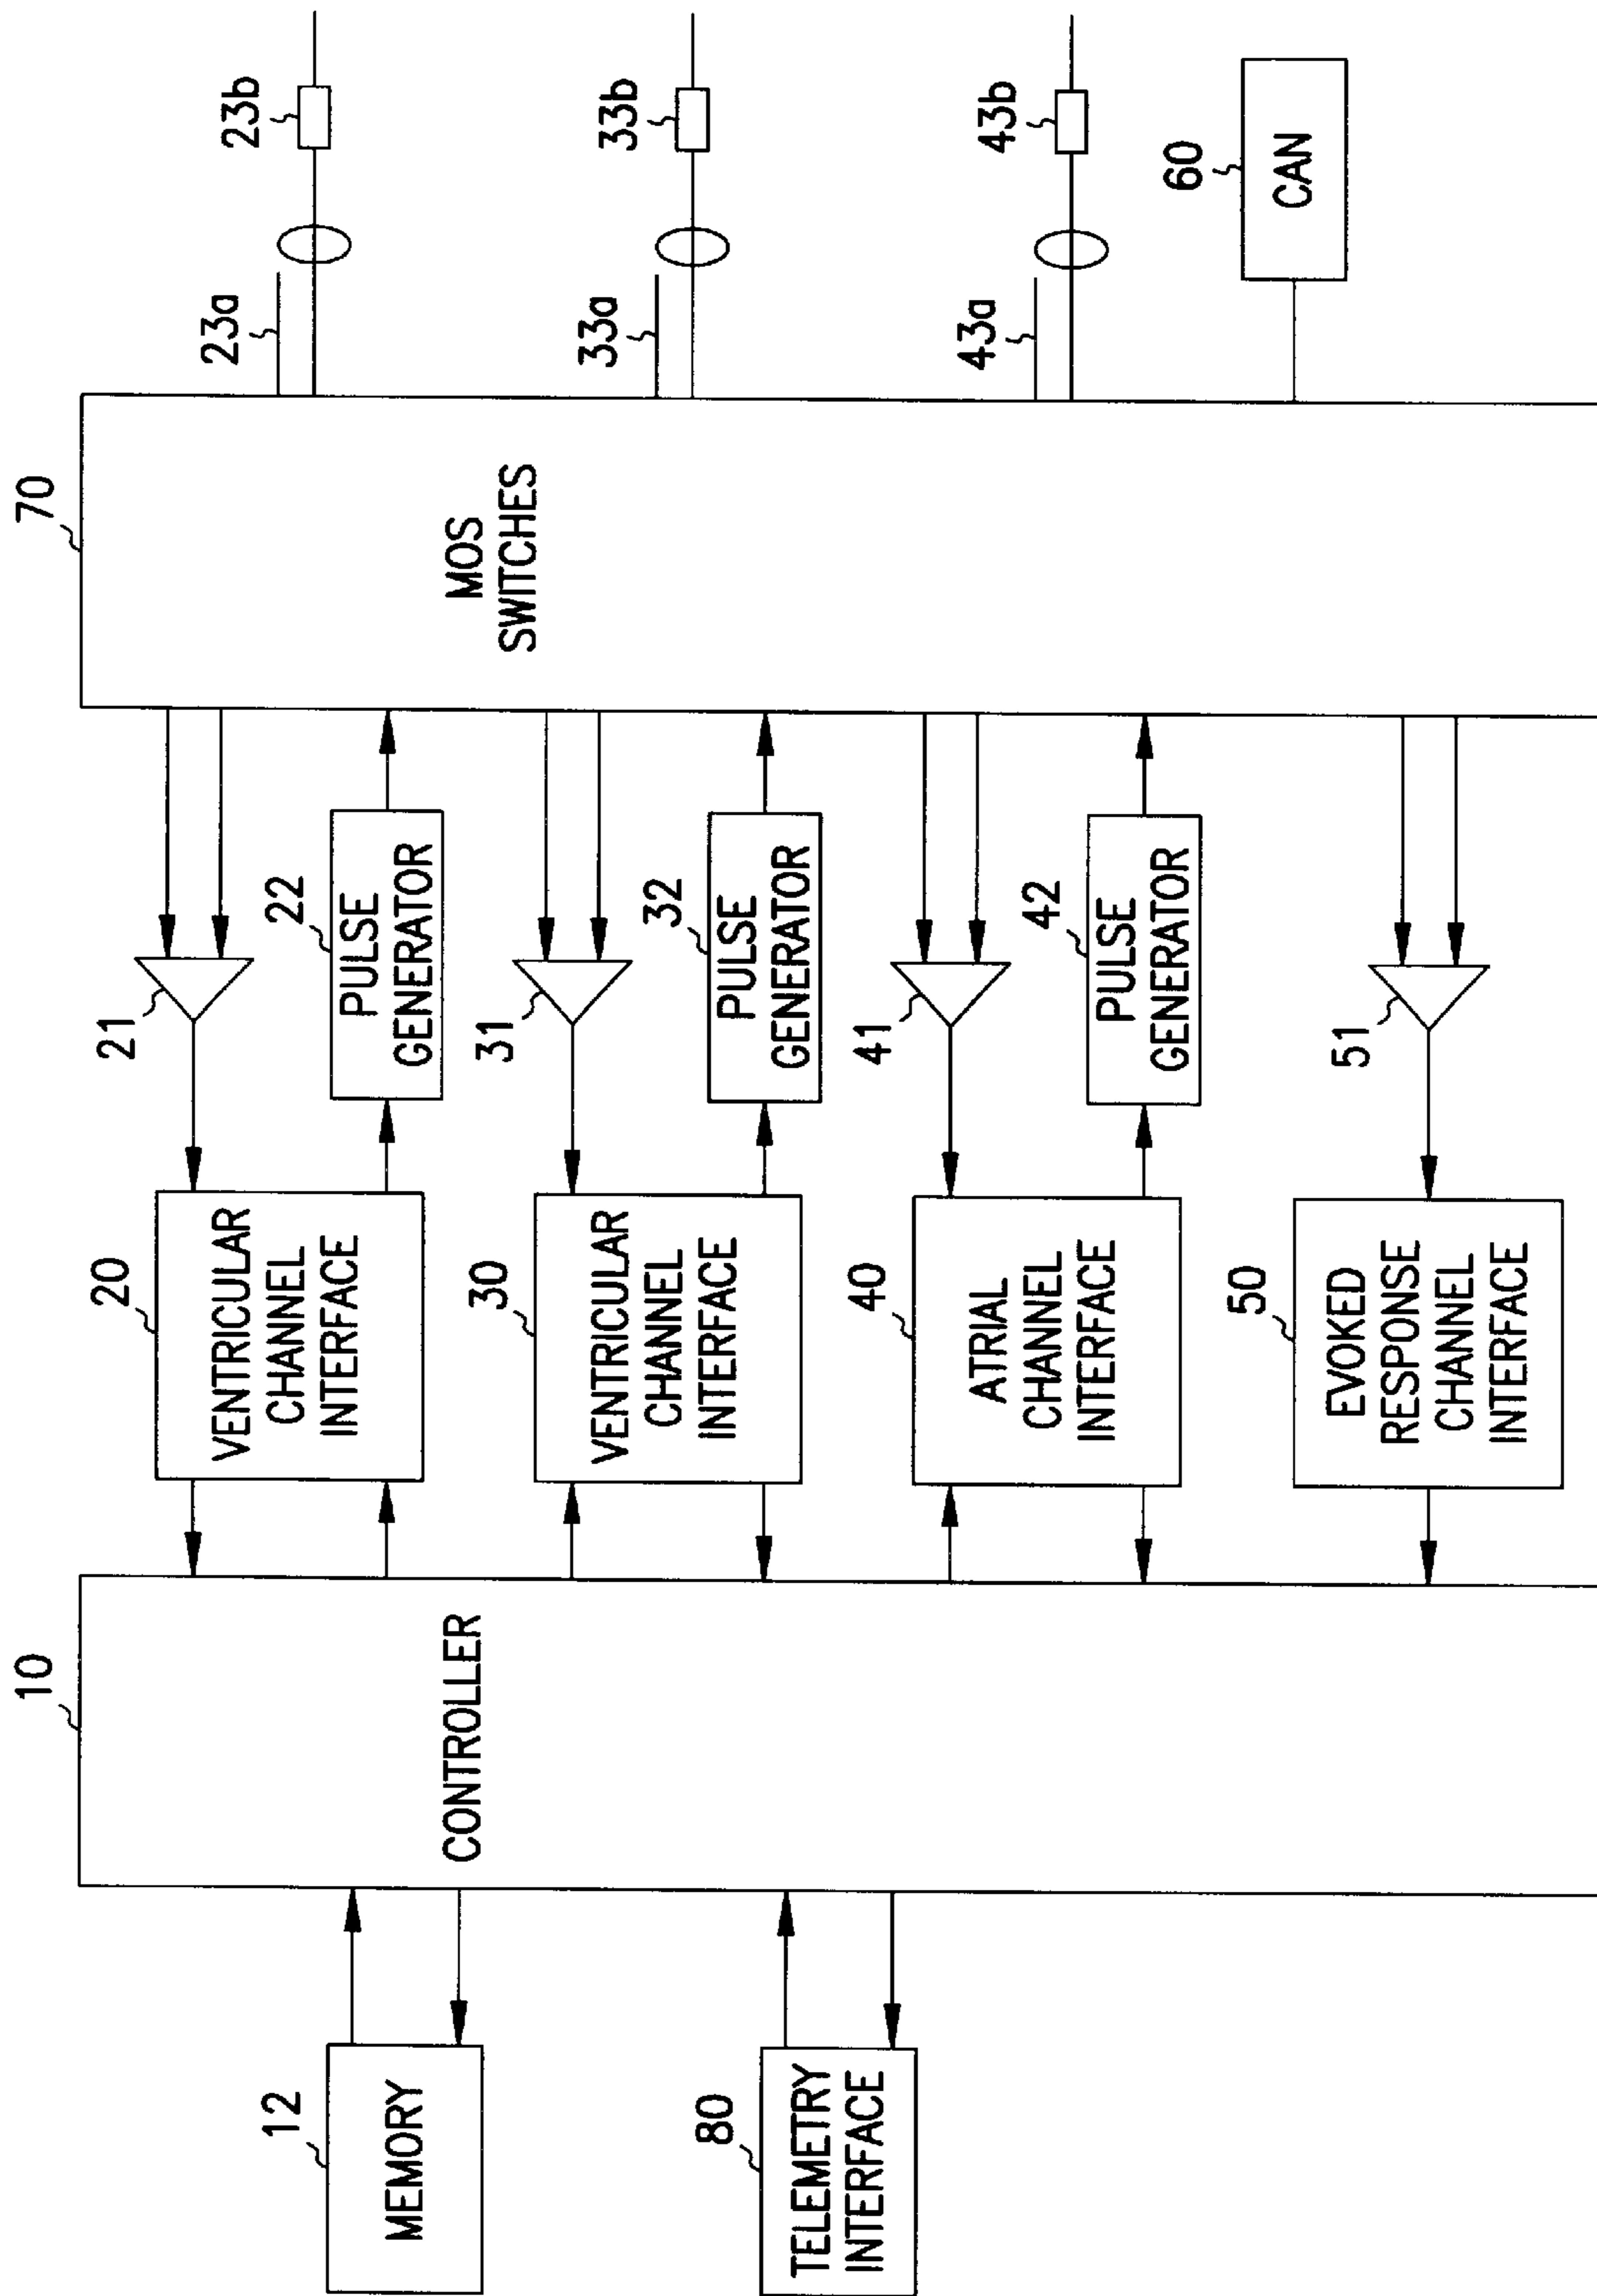 10
CONTROLLER
12
MEMORY
80
TELEMETRY
INTERFACE
20
VENTRICULAR
CHANNEL
INTERFACE
21
22
PULSE
GENERATOR
30
VENTRICULAR
CHANNEL
INTERFACE
31
32
PULSE
GENERATOR
40
ATRIAL
CHANNEL
INTERFACE
41
42
PULSE
GENERATOR
50
EVOKED
RESPONSE
CHANNEL
INTERFACE
51
70
MOS
SWITCHES
23a
23b
33a
33b
43a
43b
60
CAN